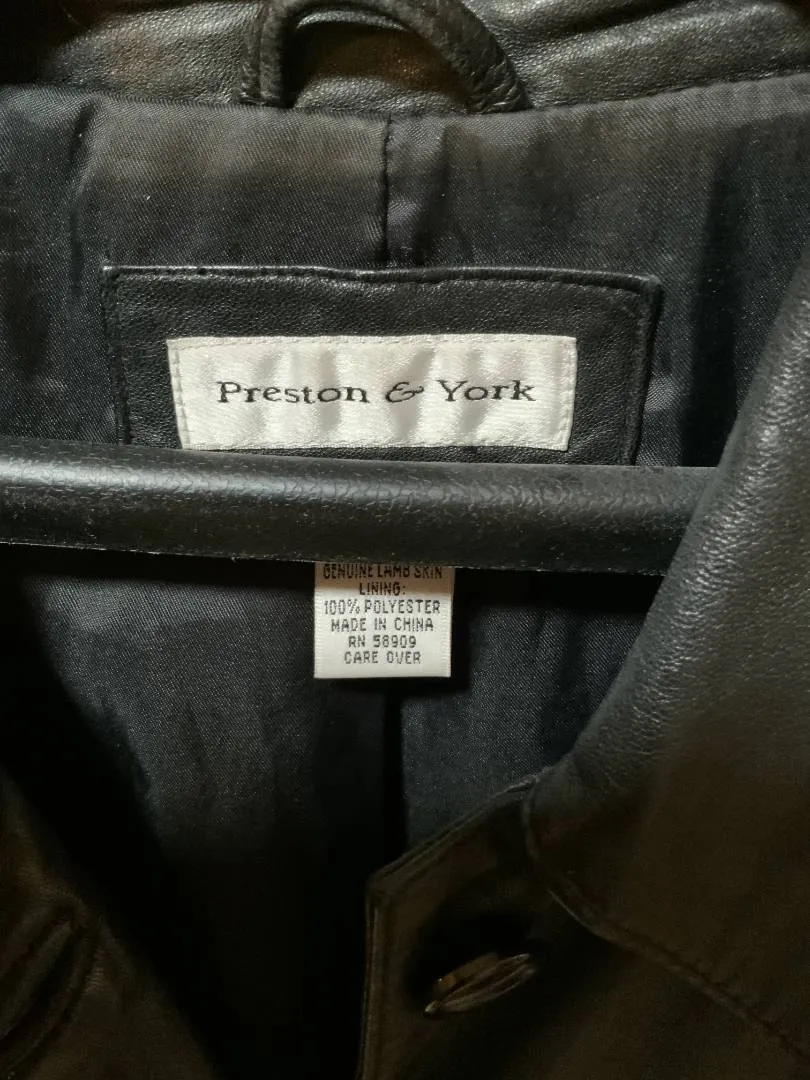 Preston & York
GENUINE LAMB SKIN
LINING:
100% POLYESTER
MADE IN CHINA
RN 58909
CARE OVER